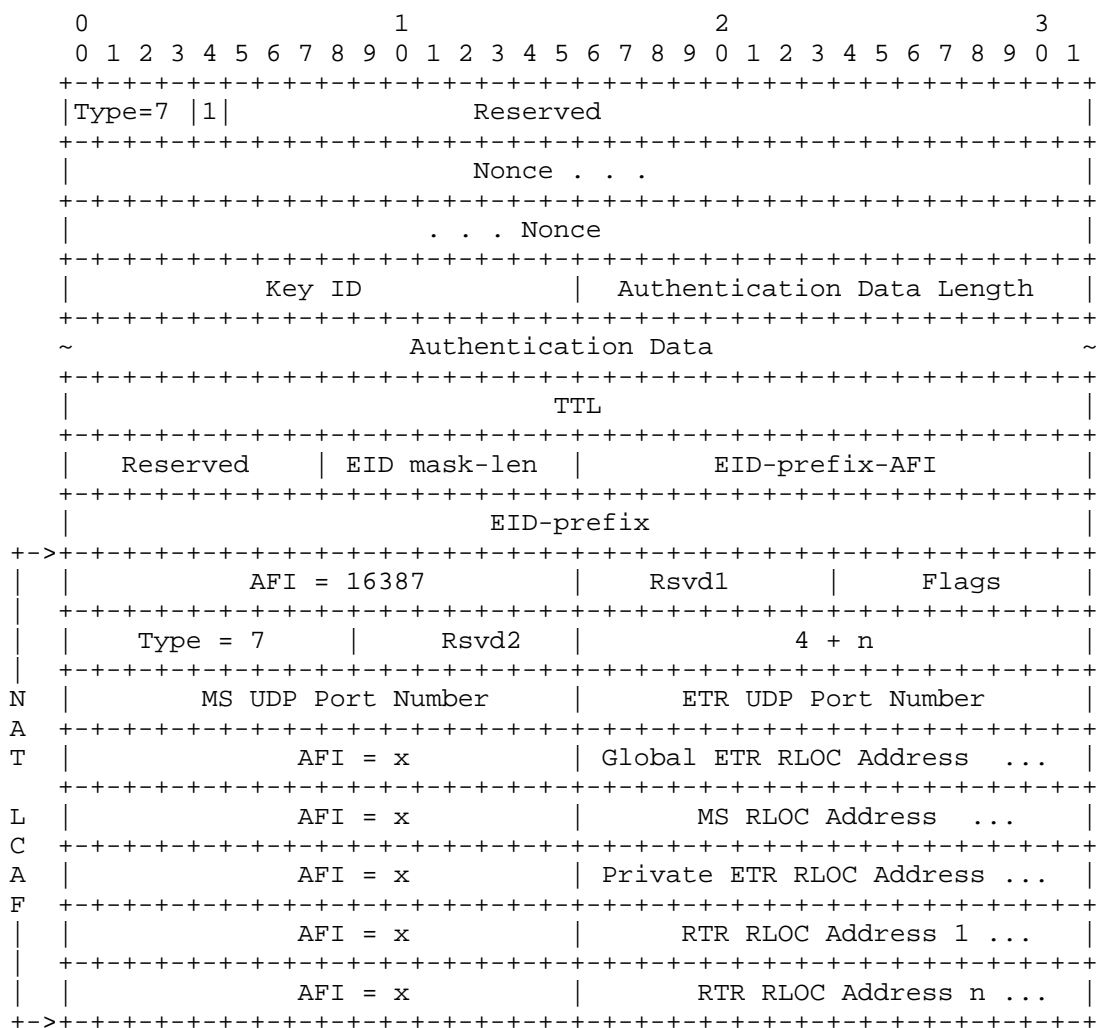 0                   1                   2                   3
 0 1 2 3 4 5 6 7 8 9 0 1 2 3 4 5 6 7 8 9 0 1 2 3 4 5 6 7 8 9 0 1
+-+-+-+-+-+-+-+-+-+-+-+-+-+-+-+-+-+-+-+-+-+-+-+-+-+-+-+-+-+-+-+-+
|Type=7 |1|               Reserved                              |
+-+-+-+-+-+-+-+-+-+-+-+-+-+-+-+-+-+-+-+-+-+-+-+-+-+-+-+-+-+-+-+-+
|                         Nonce . . .                           |
+-+-+-+-+-+-+-+-+-+-+-+-+-+-+-+-+-+-+-+-+-+-+-+-+-+-+-+-+-+-+-+-+
|                      . . . Nonce                              |
+-+-+-+-+-+-+-+-+-+-+-+-+-+-+-+-+-+-+-+-+-+-+-+-+-+-+-+-+-+-+-+-+
|            Key ID             |  Authentication Data Length   |
+-+-+-+-+-+-+-+-+-+-+-+-+-+-+-+-+-+-+-+-+-+-+-+-+-+-+-+-+-+-+-+-+
~                     Authentication Data                       ~
+-+-+-+-+-+-+-+-+-+-+-+-+-+-+-+-+-+-+-+-+-+-+-+-+-+-+-+-+-+-+-+-+
|                              TTL                              |
+-+-+-+-+-+-+-+-+-+-+-+-+-+-+-+-+-+-+-+-+-+-+-+-+-+-+-+-+-+-+-+-+
|   Reserved    | EID mask-len  |        EID-prefix-AFI         |
+-+-+-+-+-+-+-+-+-+-+-+-+-+-+-+-+-+-+-+-+-+-+-+-+-+-+-+-+-+-+-+-+
|                          EID-prefix                           |
+->+-+-+-+-+-+-+-+-+-+-+-+-+-+-+-+-+-+-+-+-+-+-+-+-+-+-+-+-+-+-+-+-+
|  |           AFI = 16387         |    Rsvd1      |     Flags     |
|  +-+-+-+-+-+-+-+-+-+-+-+-+-+-+-+-+-+-+-+-+-+-+-+-+-+-+-+-+-+-+-+-+
|  |    Type = 7     |     Rsvd2   |             4 + n             |
|  +-+-+-+-+-+-+-+-+-+-+-+-+-+-+-+-+-+-+-+-+-+-+-+-+-+-+-+-+-+-+-+-+
N  |        MS UDP Port Number     |      ETR UDP Port Number      |
A  +-+-+-+-+-+-+-+-+-+-+-+-+-+-+-+-+-+-+-+-+-+-+-+-+-+-+-+-+-+-+-+-+
T  |              AFI = x          | Global ETR RLOC Address  ...  |
   +-+-+-+-+-+-+-+-+-+-+-+-+-+-+-+-+-+-+-+-+-+-+-+-+-+-+-+-+-+-+-+-+
L  |              AFI = x          |       MS RLOC Address  ...    |
C  +-+-+-+-+-+-+-+-+-+-+-+-+-+-+-+-+-+-+-+-+-+-+-+-+-+-+-+-+-+-+-+-+
A  |              AFI = x          | Private ETR RLOC Address ...  |
F  +-+-+-+-+-+-+-+-+-+-+-+-+-+-+-+-+-+-+-+-+-+-+-+-+-+-+-+-+-+-+-+-+
|  |              AFI = x          |      RTR RLOC Address 1 ...   |
|  +-+-+-+-+-+-+-+-+-+-+-+-+-+-+-+-+-+-+-+-+-+-+-+-+-+-+-+-+-+-+-+-+
|  |              AFI = x          |       RTR RLOC Address n ...  |
+->+-+-+-+-+-+-+-+-+-+-+-+-+-+-+-+-+-+-+-+-+-+-+-+-+-+-+-+-+-+-+-+-+